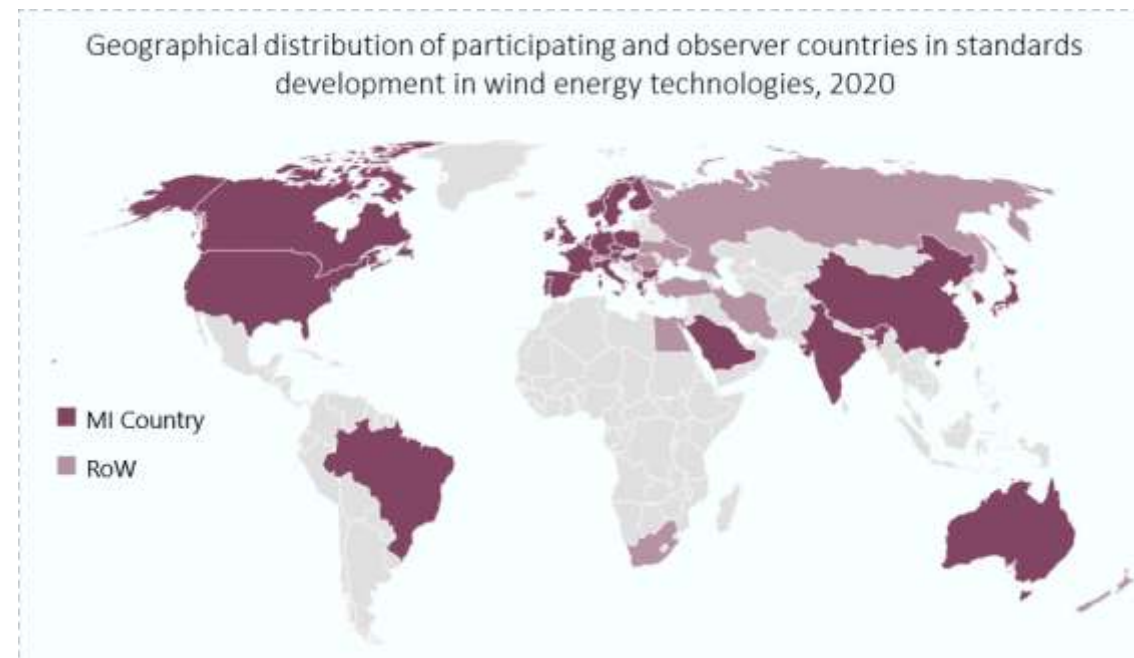 Geographical distribution of participating and observer countries in standards
development in wind energy technologies, 2020
MI Country
RoW